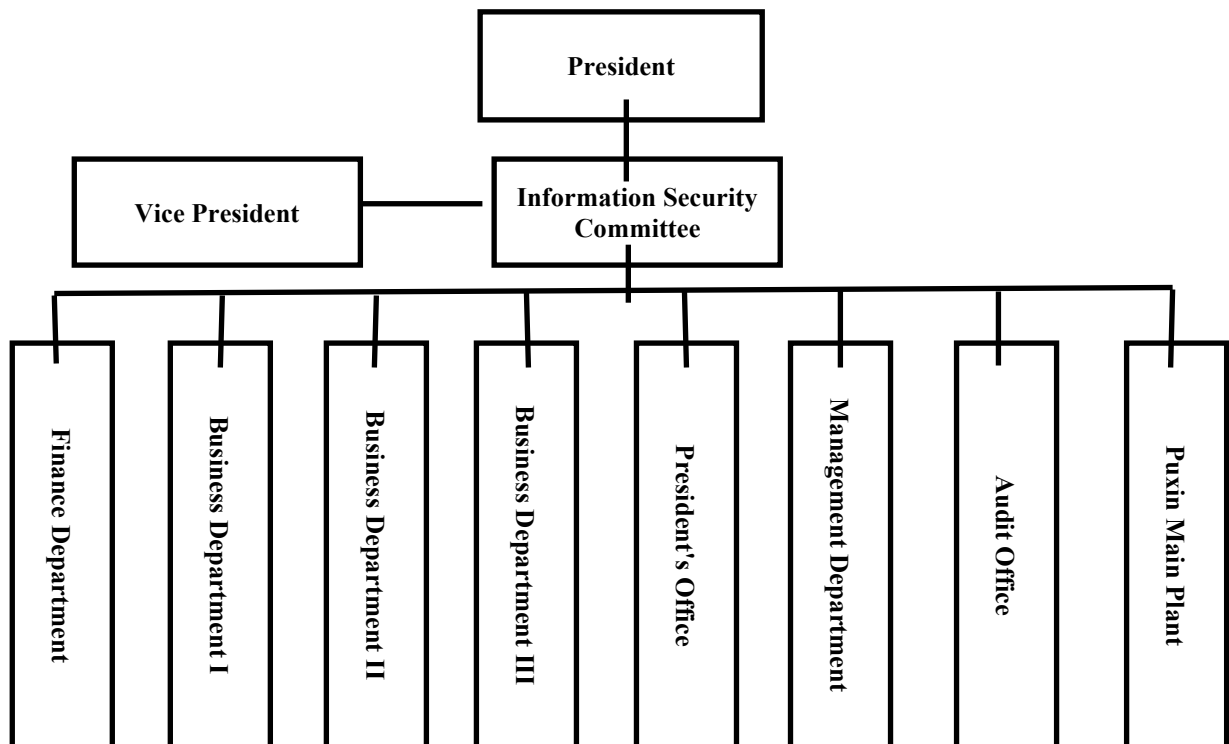 President
Vice President
Information Security
Committee
Finance Department
Business Department I
Business Department II
Business Department III
President's Office
Management Department
Audit Office
Puxin Main Plant